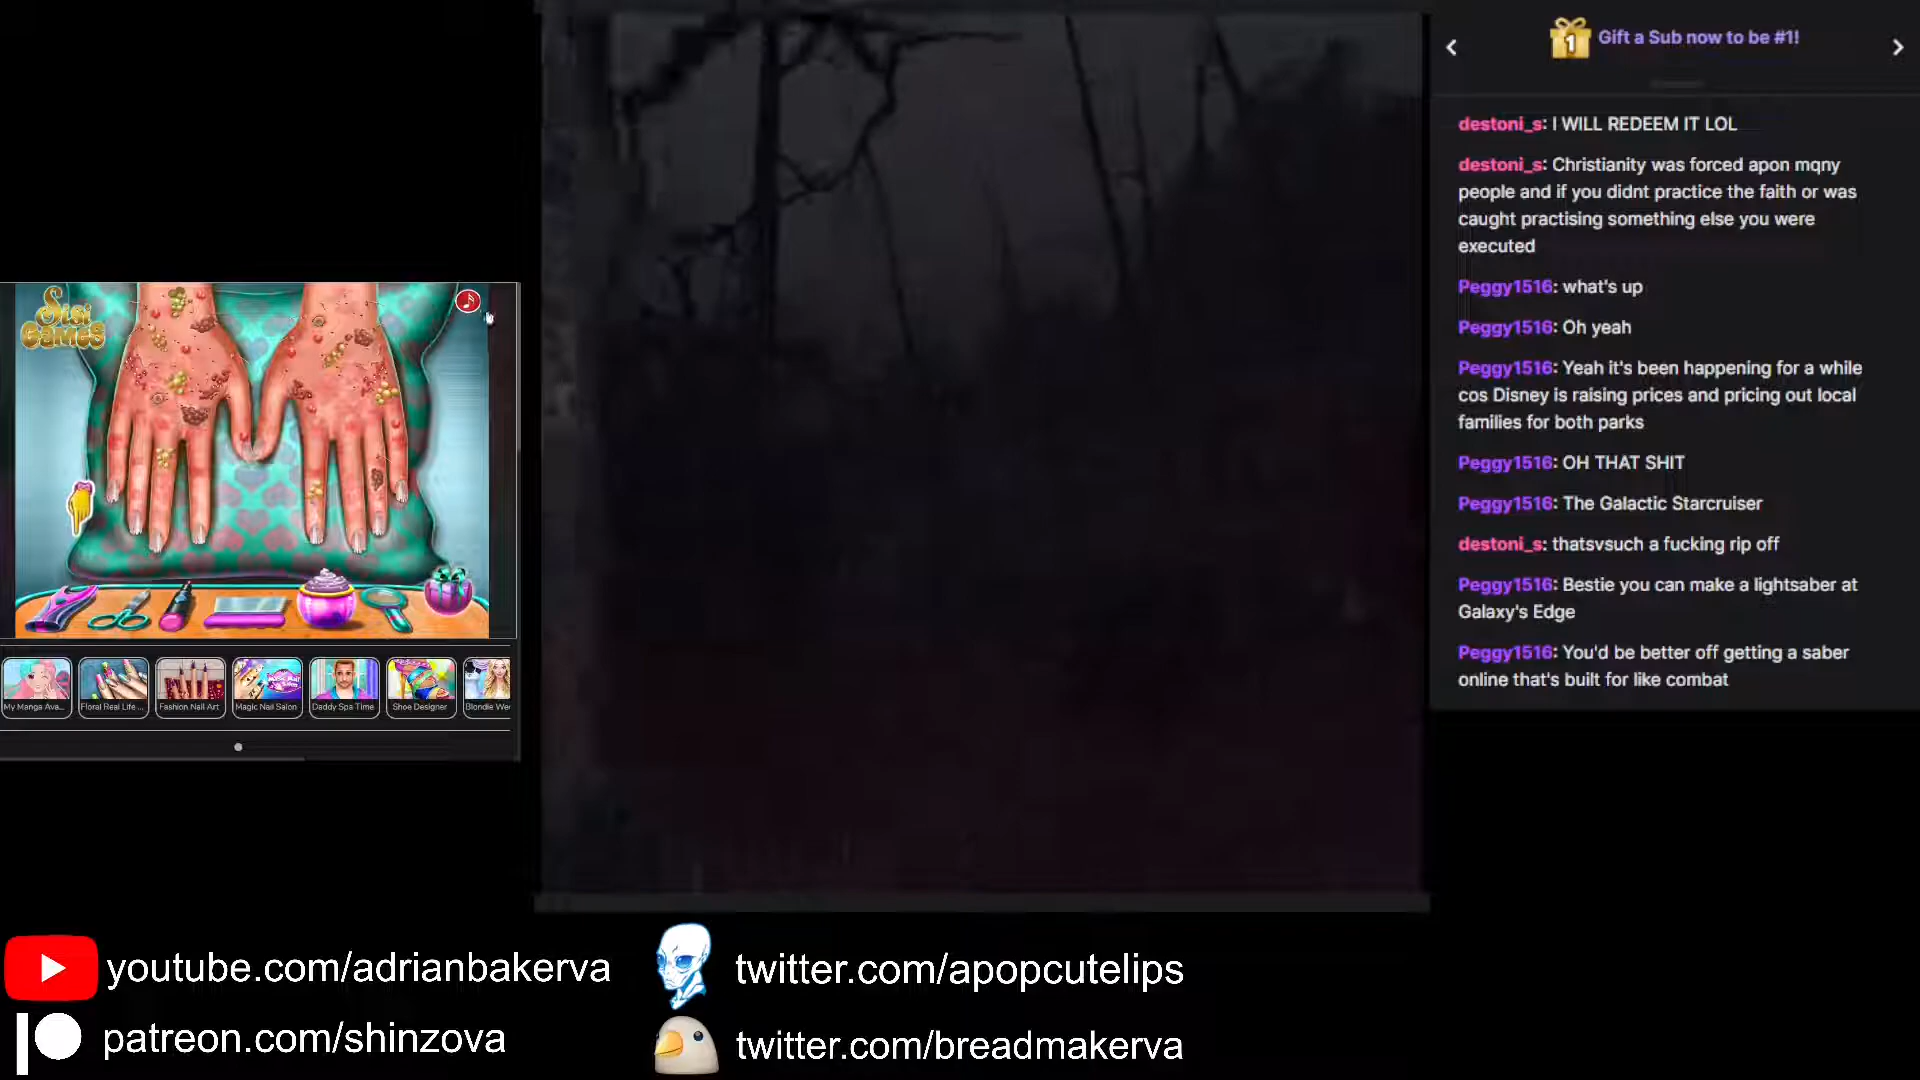 1
Gift a Sub now to be #1!
destoni_s: I WILL REDEEM IT LOL
destoni_s: Christianity was forced apon mqny
people and if you didnt practice the faith or was
caught practising something else you were
executed
Peggy1516: what's up
Peggy1516: Oh yeah
Peggy1516: Yeah it's been happening for a while
cos Disney is raising prices and pricing out local
families for both parks
Peggy1516: OH THAT SHIT
Peggy1516: The Galactic Starcruiser
destoni_s: thatsvsuch a fucking rip off
Peggy1516: Bestie you can make a lightsaber at
Galaxy's Edge
Peggy1516: You'd be better off getting a saber
online that's built for like combat
Sisi
Games
My Manga Ava...
Floral Real Life ...
Fashion Nail Art
Magic Nail Salon
Daddy Spa Time
Shoe Designer
Blondie We
youtube.com/adrianbakerva
twitter.com/apopcutelips
patreon.com/shinzova
twitter.com/breadmakerva